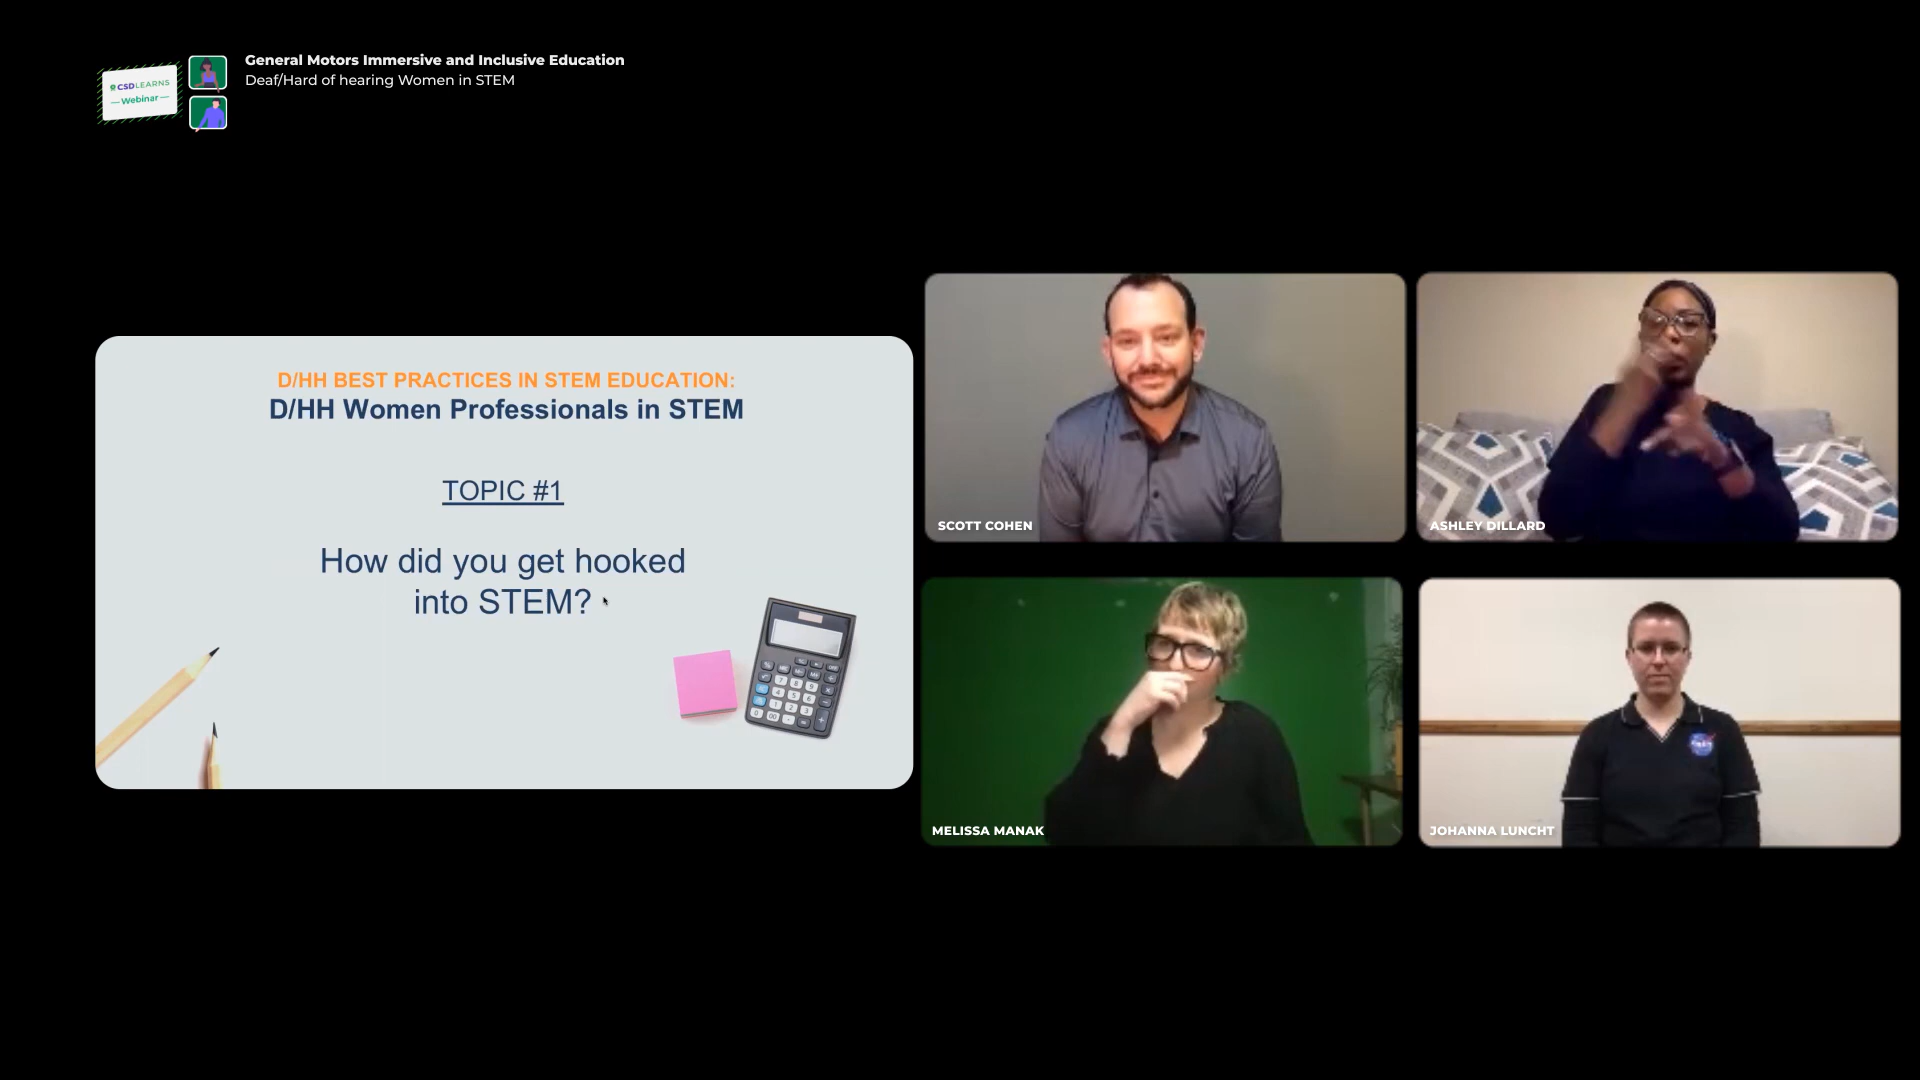 CSDLEARNS
Webinar
General Motors Immersive and Inclusive Education
Deaf/Hard of hearing Women in STEM
D/HH BEST PRACTICES IN STEM EDUCATION:
D/HH Women Professionals in STEM
TOPIC #1
How did you get hooked
into STEM?
SCOTT COHEN
ASHLEY DILLARD
MELISSA MANAK
JOHANNA LUNCHT
NASA